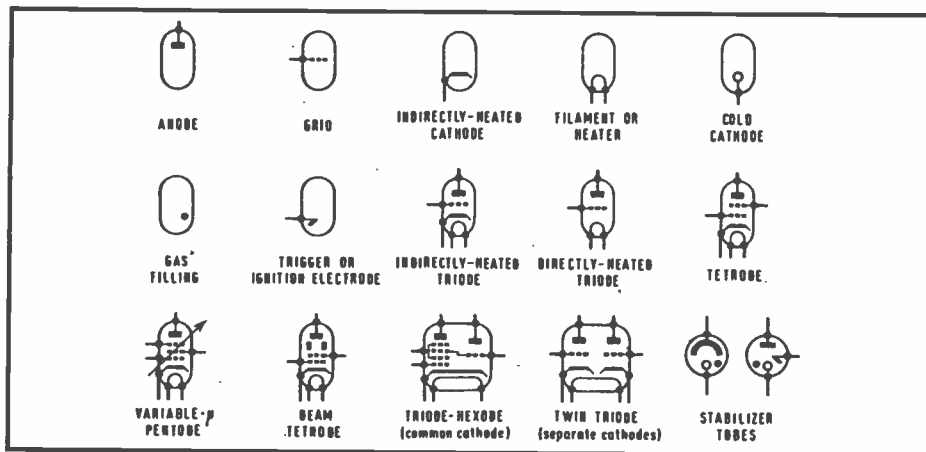 ANODE
GRID
INDIRECTLY-HEATED
CATHODE
FILAMENT OR
HEATER
COLD
CATHODE
GAS
FILLING
TRIGGER OR
IGNITION ELECTRODE
INDIRECTLY-HEATED
TRIODE
DIRECTLY-HEATED
TRIODE
TETRODE
VARIABLE-μ
PENTODE
BEAM
TETRODE
TRIODE-HEXODE
(common cathode)
TWIN TRIODE
(separate cathodes)
STABILIZER
TUBES